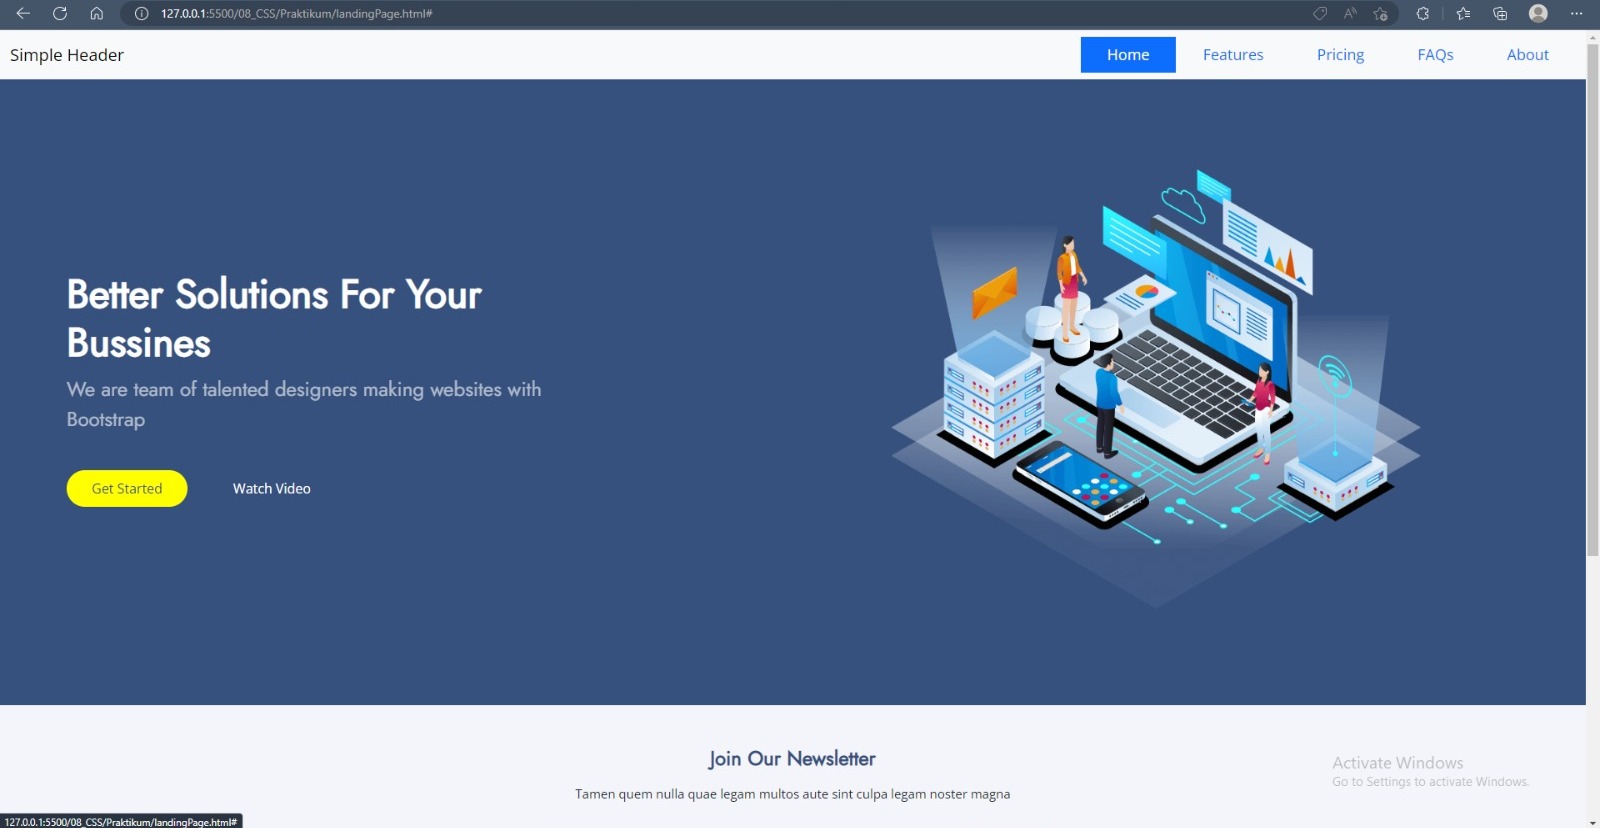 127.0.0.1:5500/08_CSS/Praktikum/landingPage.html#
Simple Header
Home Features Pricing FAQs About
Better Solutions For Your
Bussines
We are team of talented designers making websites with
Bootstrap
Get Started Watch Video
Join Our Newsletter
Tamen quem nulla quae legam multos aute sint culpa legam noster magna
Activate Windows
Go to Settings to activate Windows.
127.0.0.1:5500/08_CSS/Praktikum/landingPage.html#